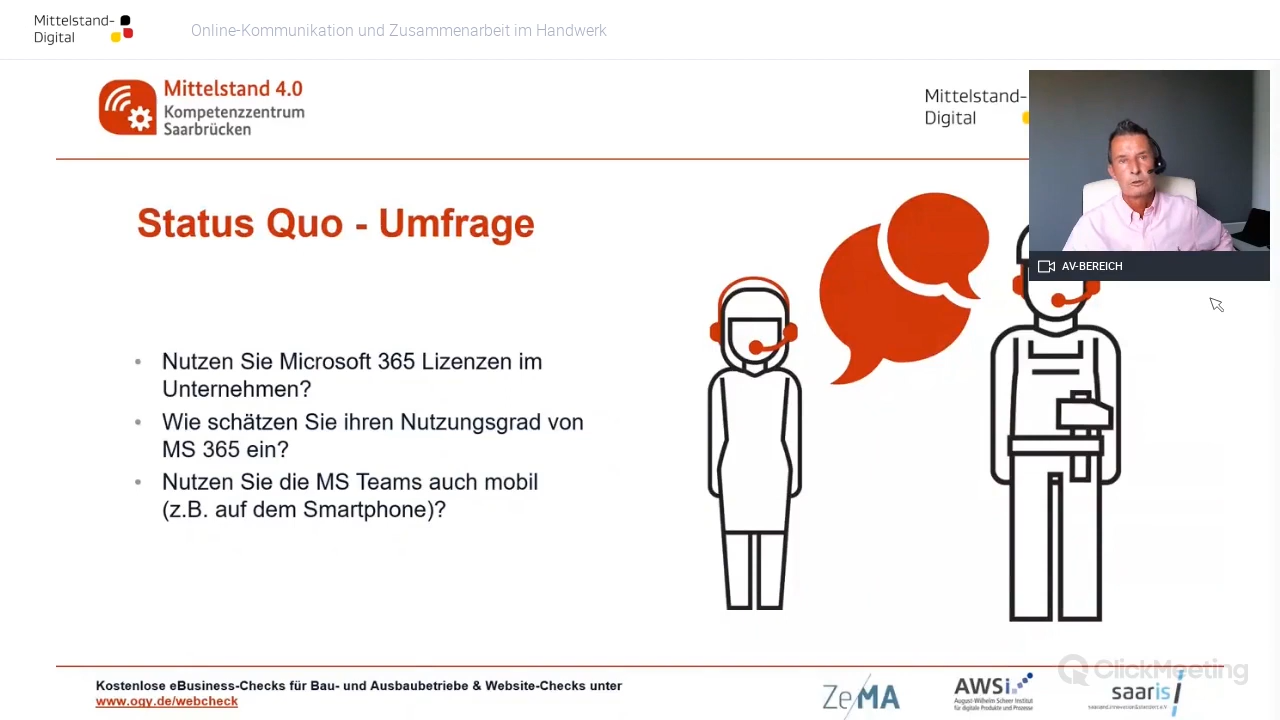 Mittelstand-
Digital
Online-Kommunikation und Zusammenarbeit im Handwerk
Mittelstand 4.0
Kompetenzzentrum
Saarbrücken
Mittelstand-
Digital
AV-BEREICH
Status Quo - Umfrage
• Nutzen Sie Microsoft 365 Lizenzen im
Unternehmen?
• Wie schätzen Sie ihren Nutzungsgrad von
MS 365 ein?
• Nutzen Sie die MS Teams auch mobil
(z.B. auf dem Smartphone)?
ClickMeeting
Kostenlose eBusiness-Checks für Bau- und Ausbaubetriebe & Website-Checks unter
www.ogy.de/webcheck
ZeMA
AWSi
August-Wilhelm Scheer Institut
für digitale Produkte und Prozesse
saaris
saarland.innovation&standort e.V.